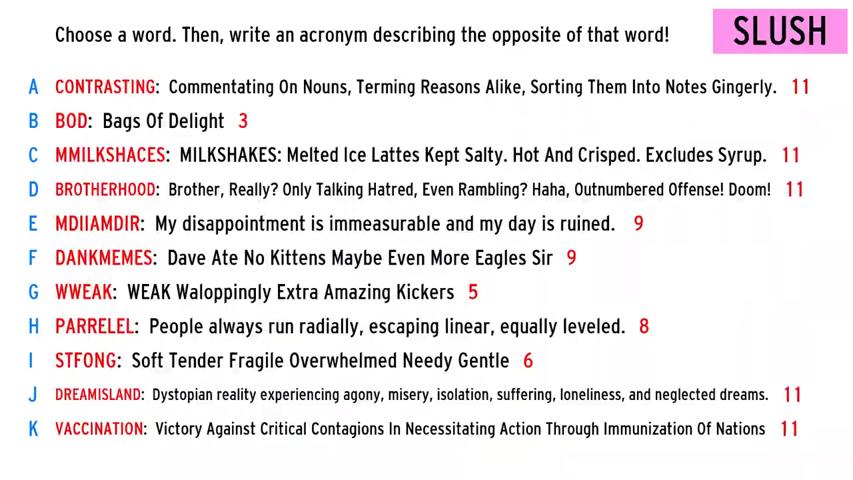 Choose a word. Then, write an acronym describing the opposite of that word!
SLUSH
A CONTRASTING: Commentating On Nouns, Terming Reasons Alike, Sorting Them Into Notes Gingerly. 11
B BOD: Bags Of Delight 3
C MMILKSHACES: MILKSHAKES: Melted Ice Lattes Kept Salty. Hot And Crisped. Excludes Syrup. 11
D BROTHERHOOD: Brother, Really? Only Talking Hatred, Even Rambling? Haha, Outnumbered Offense! Doom! 11
E MDIIAMDIR: My disappointment is immeasurable and my day is ruined. 9
F DANKMEMES: Dave Ate No Kittens Maybe Even More Eagles Sir 9
G WWEAK: WEAK Waloppingly Extra Amazing Kickers 5
H PARRELEL: People always run radially, escaping linear, equally leveled. 8
I STFONG: Soft Tender Fragile Overwhelmed Needy Gentle 6
J DREAMISLAND: Dystopian reality experiencing agony, misery, isolation, suffering, loneliness, and neglected dreams. 11
K VACCINATION: Victory Against Critical Contagions In Necessitating Action Through Immunization Of Nations 11